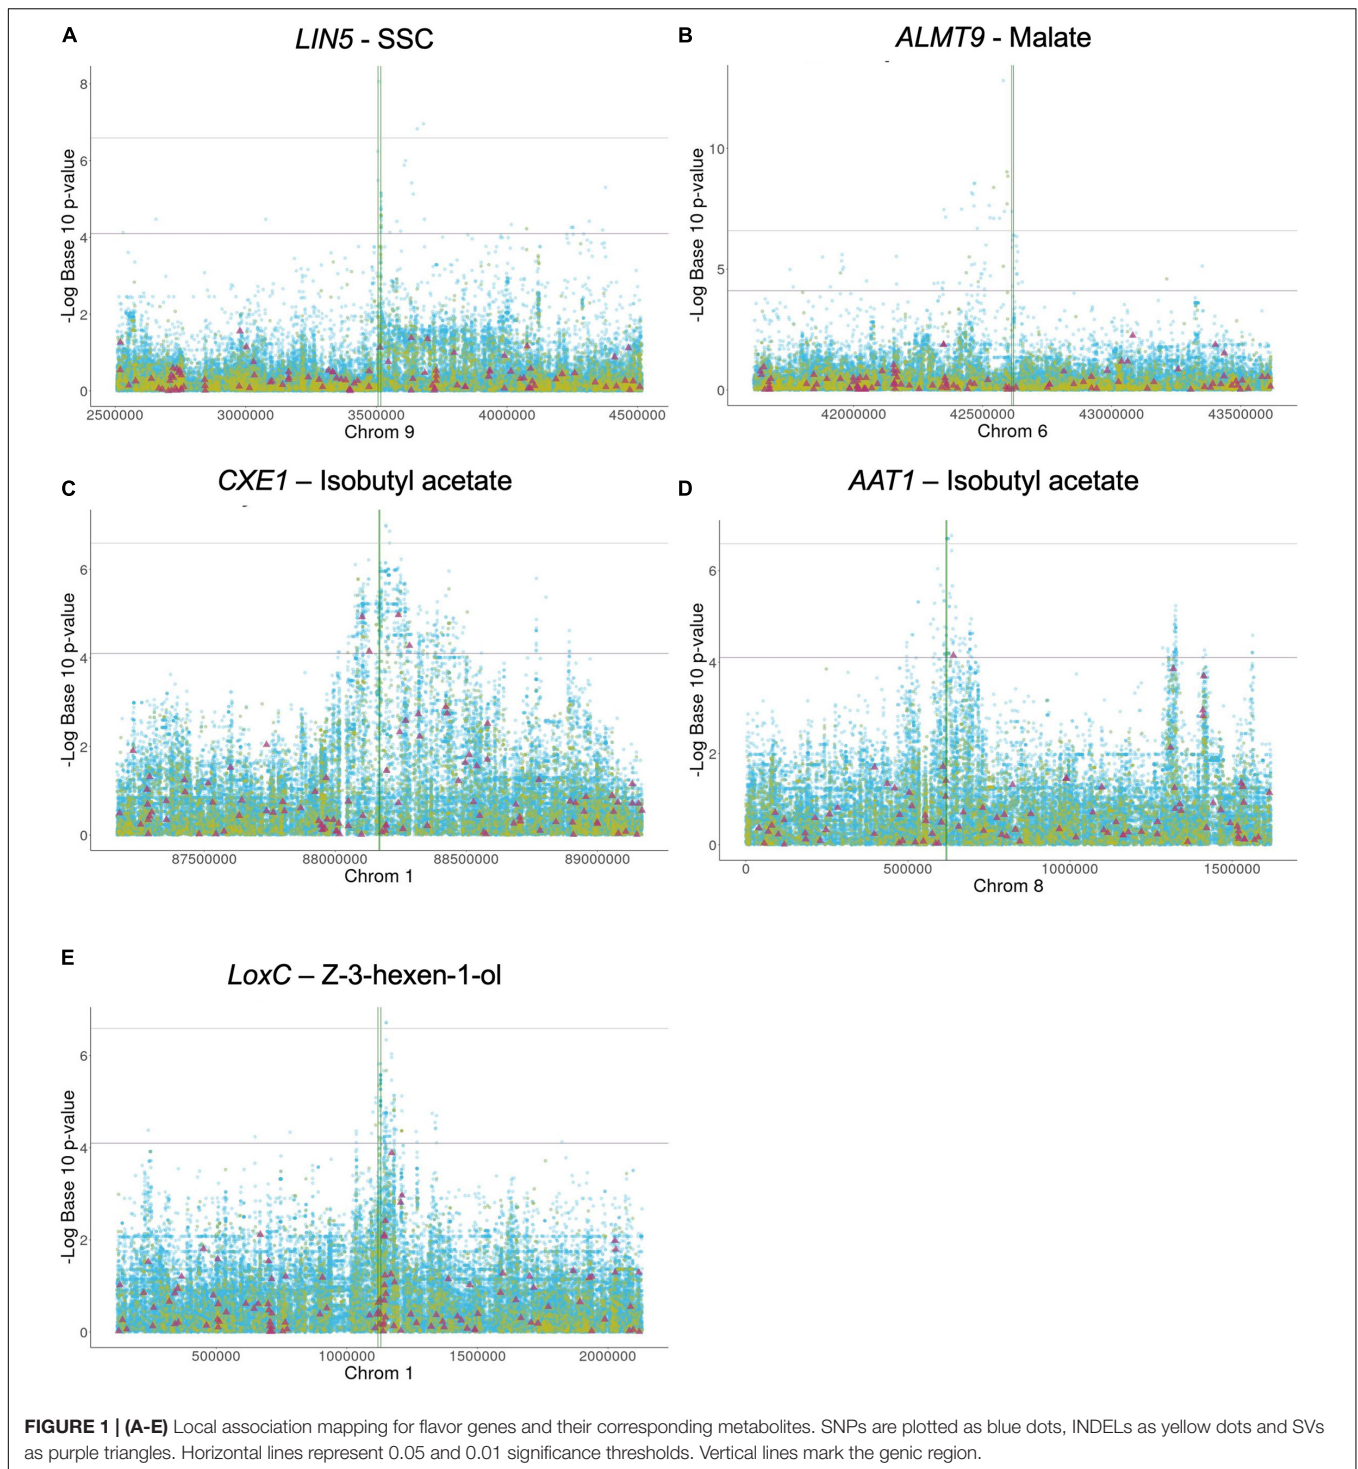 A
LIN5 - SSC
-Log Base 10 p-value
8
6
4
2
0
2500000 3000000 3500000 4000000 4500000
Chrom 9
B
ALMT9 - Malate
-Log Base 10 p-value
10
5
0
42000000 42500000 43000000 43500000
Chrom 6
C
CXE1 – Isobutyl acetate
-Log Base 10 p-value
6
4
2
0
87500000 88000000 88500000 89000000
Chrom 1
D
AAT1 – Isobutyl acetate
-Log Base 10 p-value
6
4
2
0
0 500000 1000000 1500000
Chrom 8
E
LoxC – Z-3-hexen-1-ol
-Log Base 10 p-value
6
4
2
0
500000 1000000 1500000 2000000
Chrom 1
FIGURE 1 | (A-E) Local association mapping for flavor genes and their corresponding metabolites. SNPs are plotted as blue dots, INDELs as yellow dots and SVs
as purple triangles. Horizontal lines represent 0.05 and 0.01 significance thresholds. Vertical lines mark the genic region.